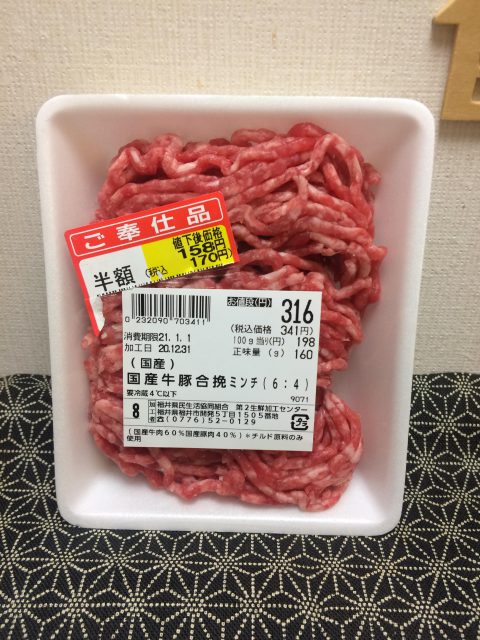 ご奉仕品
半額
値下後価格
158円
(税込 170円)
0 232090 703411
お値段(円) 316
(税込価格 341円)
100g当り(円) 198
正味量 (g) 160
消費期限21. 1. 1
加工日 20.12.31
(国産)
国産牛豚合挽ミンチ(6:4)
要冷蔵4℃以下
9071
8
福井県民生活協同組合 第2生鮮加工センター
福井県福井市開発5丁目1505番地
(0776)52-0129
プラ
(国産牛肉60%国産豚肉40%)*チルド原料のみ
使用